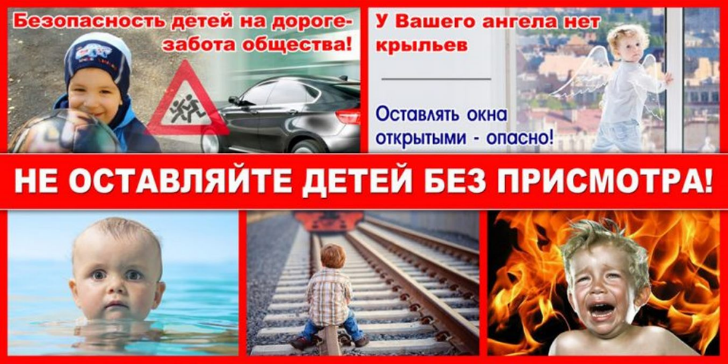 Безопасность детей на дороге-
забота общества!
У Вашего ангела нет
крыльев
Оставлять окна
открытыми - опасно!
НЕ ОСТАВЛЯЙТЕ ДЕТЕЙ БЕЗ ПРИСМОТРА!